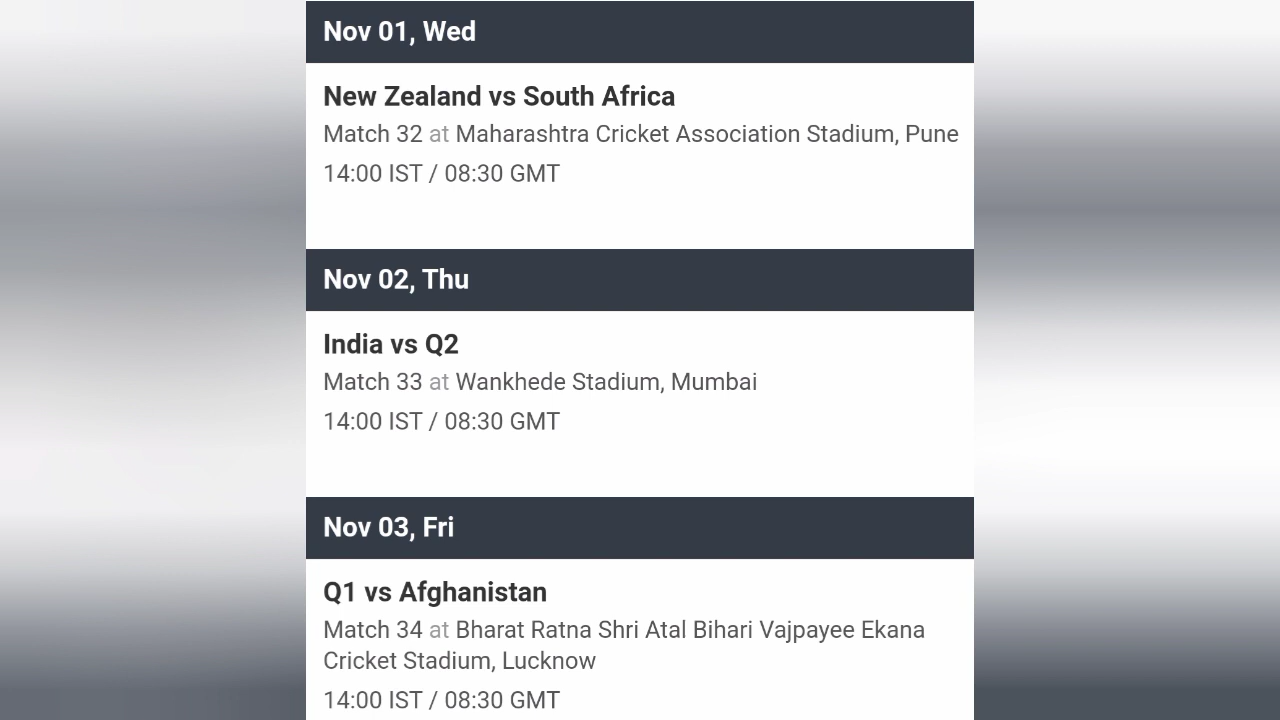 Nov 01, Wed
New Zealand vs South Africa
Match 32 at Maharashtra Cricket Association Stadium, Pune
14:00 IST / 08:30 GMT
Nov 02, Thu
India vs Q2
Match 33 at Wankhede Stadium, Mumbai
14:00 IST / 08:30 GMT
Nov 03, Fri
Q1 vs Afghanistan
Match 34 at Bharat Ratna Shri Atal Bihari Vajpayee Ekana
Cricket Stadium, Lucknow
14:00 IST / 08:30 GMT